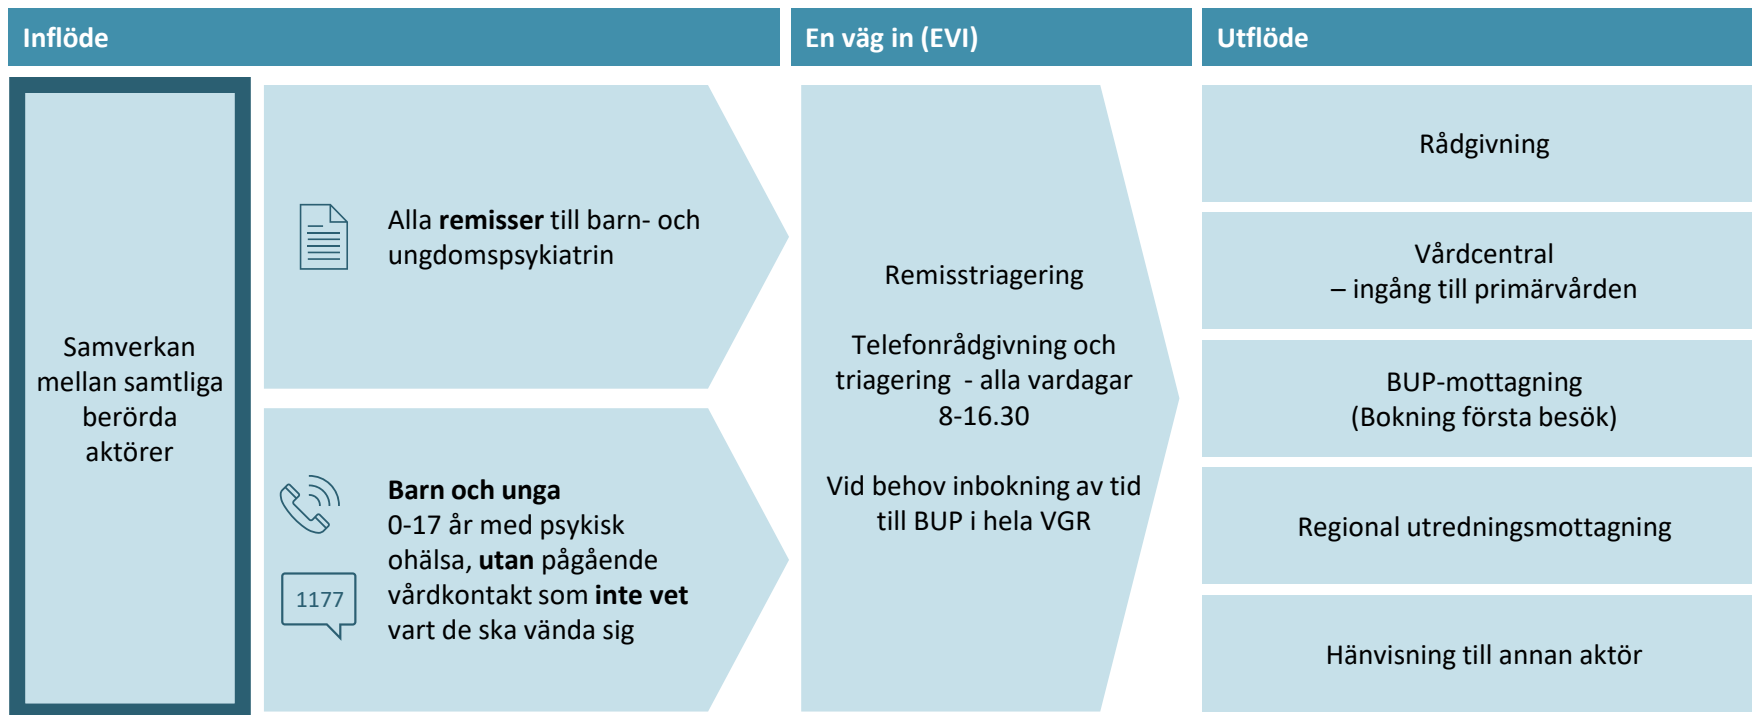 Inflöde
En väg in (EVI)
Utflöde
Samverkan
mellan samtliga
berörda
aktörer
Alla remisser till barn- och
ungdomspsykiatrin
1177
Barn och unga
0-17 år med psykisk
ohälsa, utan pågående
vårdkontakt som inte vet
vart de ska vända sig
Remisstriagering
Telefonrådgivning och
triagering - alla vardagar
8-16.30
Vid behov inbokning av tid
till BUP i hela VGR
Rådgivning
Vårdcentral
– ingång till primärvården
BUP-mottagning
(Bokning första besök)
Regional utredningsmottagning
Hänvisning till annan aktör